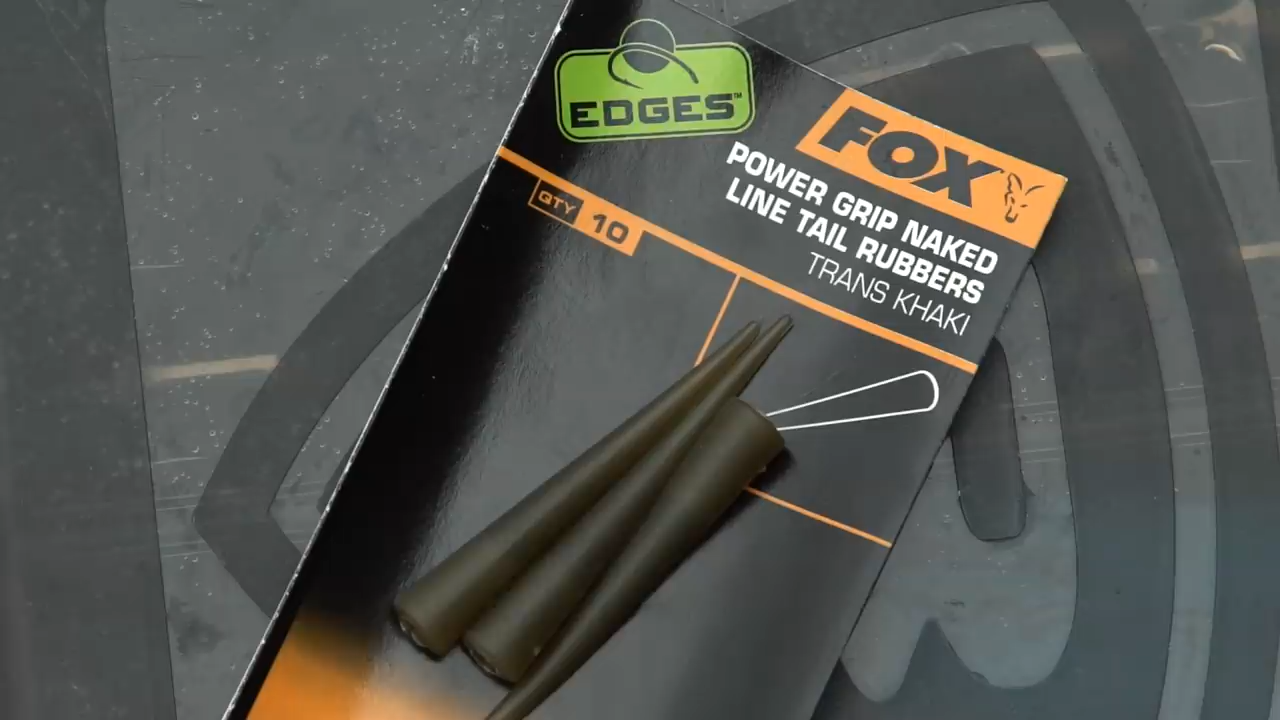 EDGES™
FOX
POWER GRIP NAKED
LINE TAIL RUBBERS
TRANS KHAKI
QTY 10